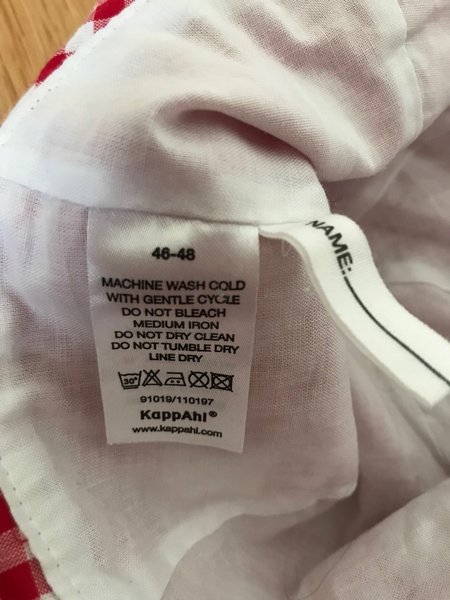 46-48
MACHINE WASH COLD
WITH GENTLE CYCLE
DO NOT BLEACH
MEDIUM IRON
DO NOT DRY CLEAN
DO NOT TUMBLE DRY
LINE DRY
30°
91019/110197
KappAhl®
www.kappahl.com
NAME: